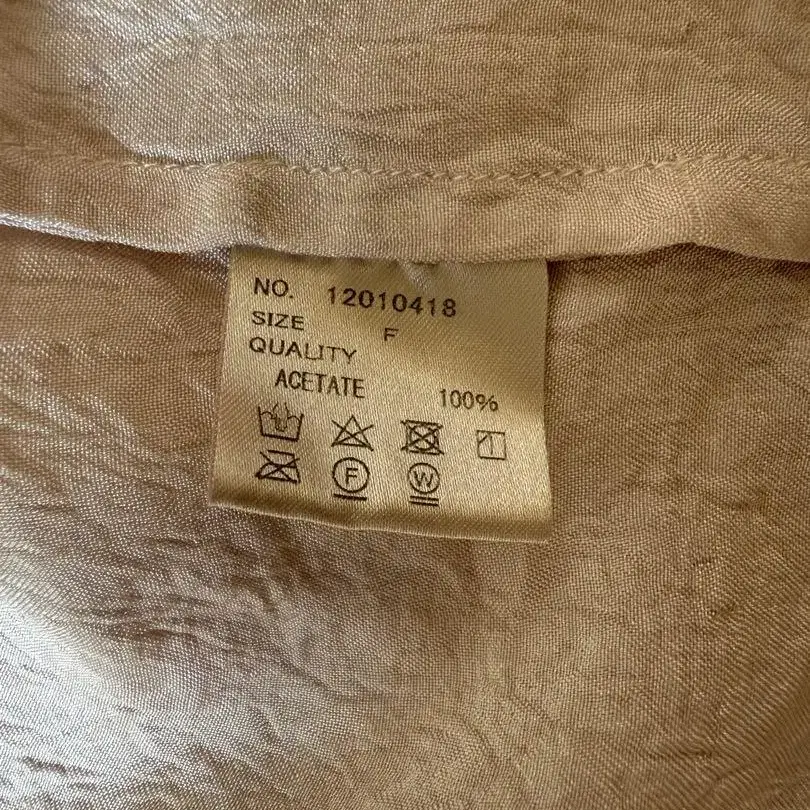 NO. 12010418
SIZE F
QUALITY
ACETATE 100%
F W